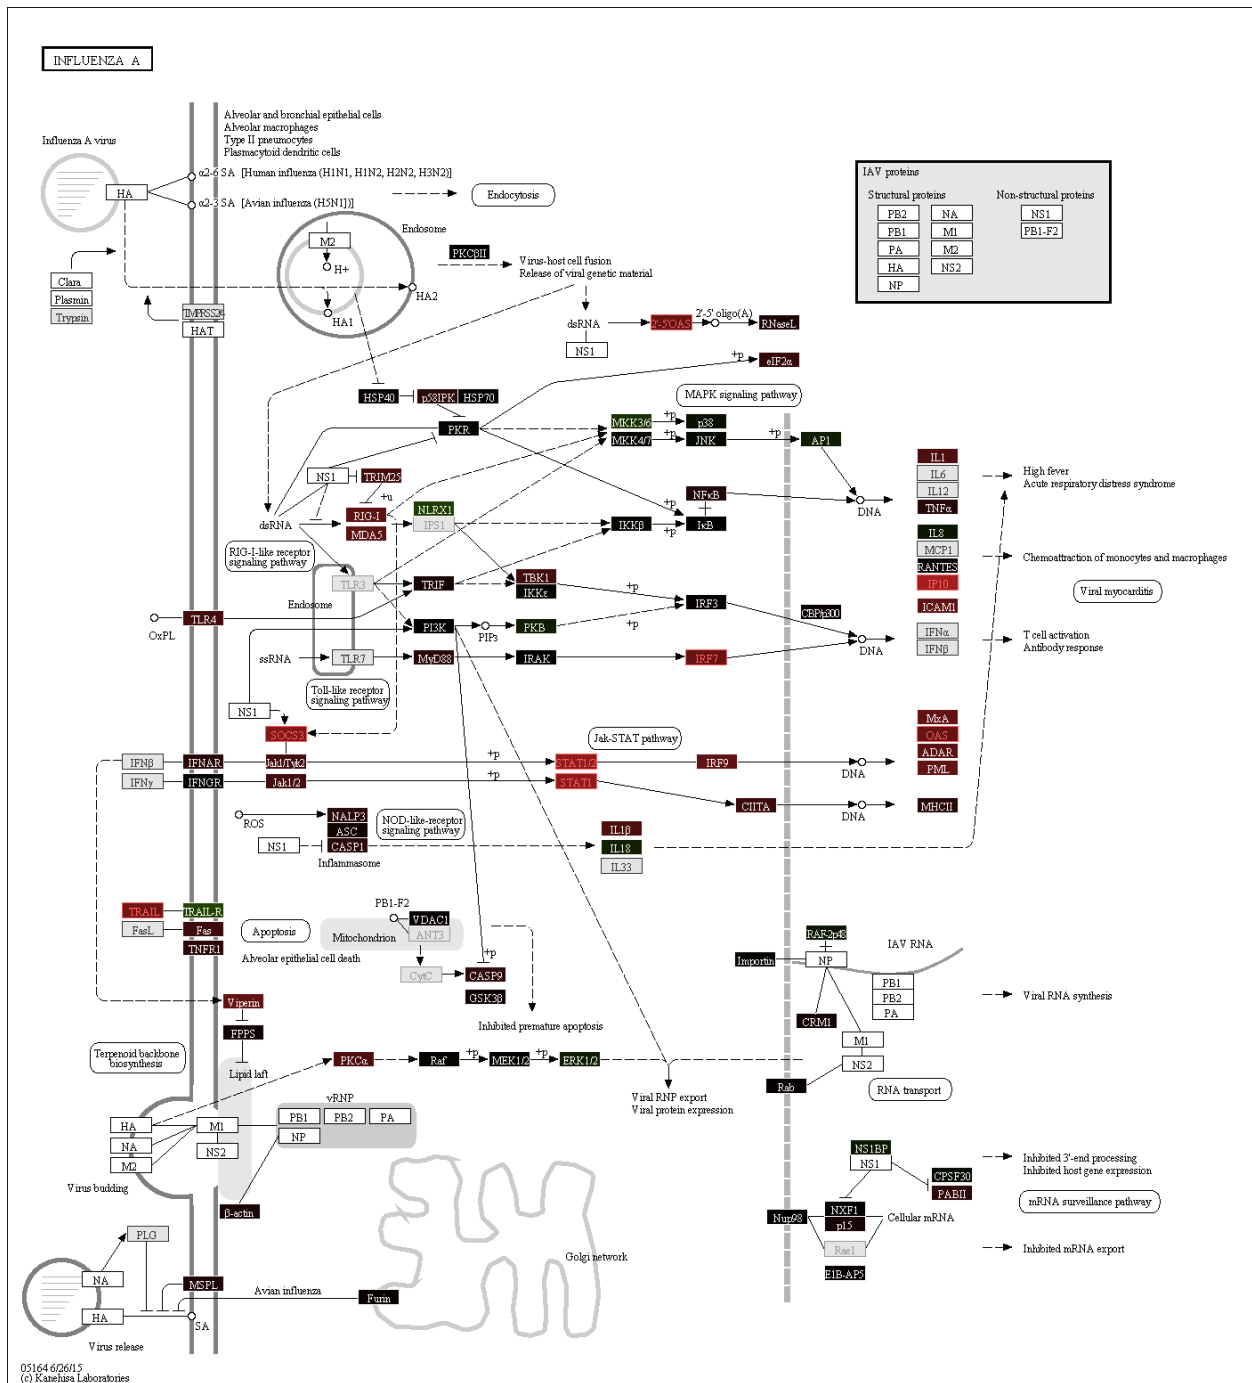 INFLUENZA A
Influenza A virus
HA
Alveolar and bronchial epithelial cells
Alveolar macrophages
Type II pneumocytes
Plasmacytoid dendritic cells
α2-6 SA [Human influenza (H1N1, H1N2, H2N2, H3N2)]
α2-3 SA [Avian influenza (H5N1])]
Endocytosis
IAV proteins
Structural proteins
Non-structural proteins
PB2
NA
NS1
PB1
M1
PB1-F2
PA
M2
HA
NS2
NP
Endosome
M2
H+
HA2
HA1
PKCβII
Virus-host cell fusion
Release of viral genetic material
Clara
Plasmin
Trypsin
HAT
dsRNA
NS1
2'-5'OAS
2'-5' oligo(A)
RNaseL
+p
eIF2α
HSP40
p58IPK
HSP70
PKR
MAPK signaling pathway
MKK3/6
+p
p38
MKK4/7
+p
JNK
+p
AP1
NS1
TRIM25
+u
RIG-I
MDA5
NLRX1
IPS1
dsRNA
RIG-I-like receptor
signaling pathway
IKKβ
+p
+p
NFκB
IκB
DNA
IL1
IL6
IL12
TNFα
IL8
MCP1
RANTES
IP10
ICAM1
IFNα
IFNβ
High fever
Acute respiratory distress syndrome
Chemoattraction of monocytes and macrophages
Viral myocarditis
T cell activation
Antibody response
Endosome
TLR3
TRIF
TBK1
IKKε
+p
IRF3
CBP/p300
OxPL
TLR4
PI3K
PIP3
PKB
+p
DNA
ssRNA
TLR7
MyD88
IRAK
IRF7
Toll-like receptor
signaling pathway
NS1
SOCS3
Jak-STAT pathway
IFNβ
IFNAR
Jak1/Tyk2
+p
STAT1/2
IRF9
DNA
MxA
OAS
ADAR
PML
IFNγ
IFNGR
Jak1/2
+p
STAT1
CIITA
DNA
MHCII
ROS
NALP3
ASC
CASP1
NS1
Inflammasome
NOD-like-receptor
signaling pathway
IL1β
IL18
IL33
TRAIL
TRAIL-R
FasL
Fas
TNFR1
Apoptosis
Alveolar epithelial cell death
PB1-F2
VDAC1
ANT3
Mitochondrion
CytC
+p
CASP9
GSK3β
Inhibited premature apoptosis
RAF-2p48
IAV RNA
Importin
NP
PB1
PB2
PA
Viral RNA synthesis
CRM1
M1
NS2
Rab
RNA transport
Viperin
FPPS
Terpenoid backbone
biosynthesis
Lipid laft
PKCα
Raf
+p
MEK1/2
+p
ERK1/2
Viral RNP export
Viral protein expression
vRNP
HA
NA
M2
M1
NS2
PB1
PB2
PA
NP
Virus budding
β-actin
NS1BP
NS1
CPSF30
PABII
Inhibited 3'-end processing
Inhibited host gene expression
mRNA surveillance pathway
Nup98
NXF1
p15
Rae1
E1B-AP5
Cellular mRNA
Inhibited mRNA export
Golgi network
PLG
NA
HA
MSPL
Avian influenza
Furin
SA
Virus release
05164 6/26/15
(c) Kanehisa Laboratories